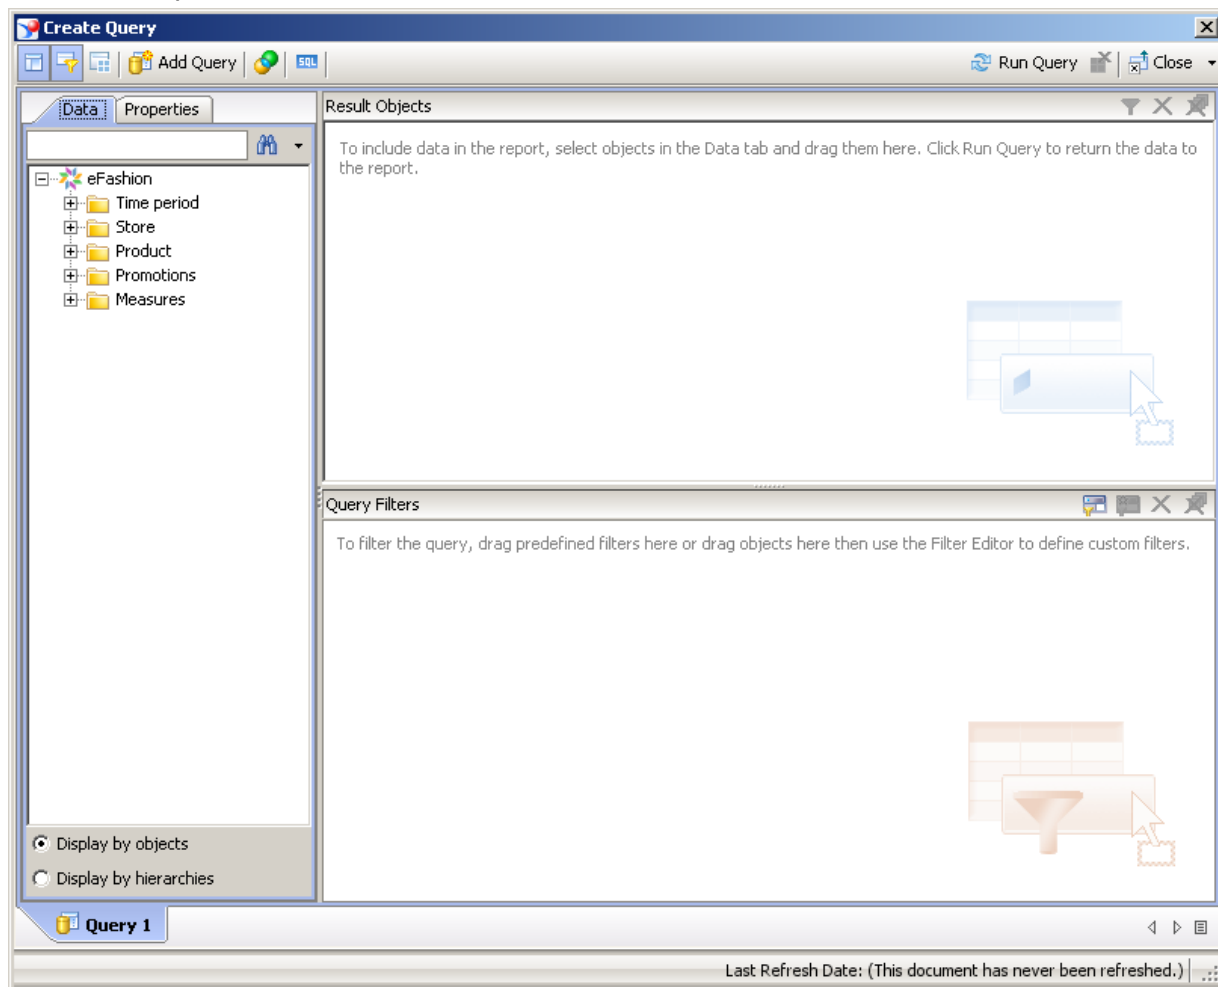 Create Query
Add Query
SQL
Run Query
Close
Data
Properties
Result Objects
To include data in the report, select objects in the Data tab and drag them here. Click Run Query to return the data to
the report.
eFashion
Time period
Store
Product
Promotions
Measures
Query Filters
To filter the query, drag predefined filters here or drag objects here then use the Filter Editor to define custom filters.
Display by objects
Display by hierarchies
Query 1
Last Refresh Date: (This document has never been refreshed.)